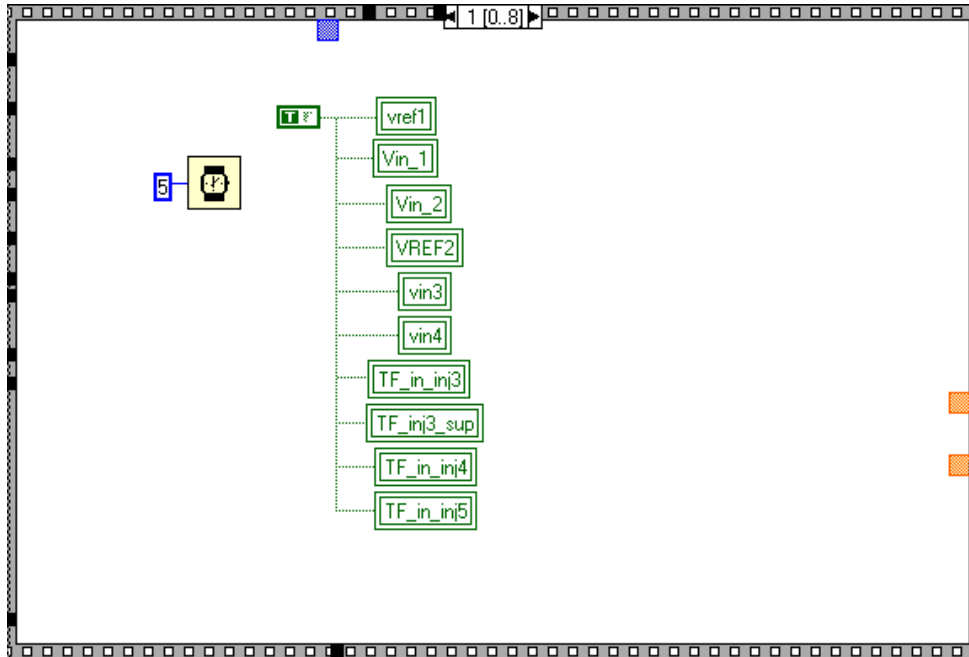 1 [0..8]
T F
vref1
Vin_1
5
Vin_2
VREF2
vin3
vin4
TF_in_inj3
TF_inj3_sup
TF_in_inj4
TF_in_inj5